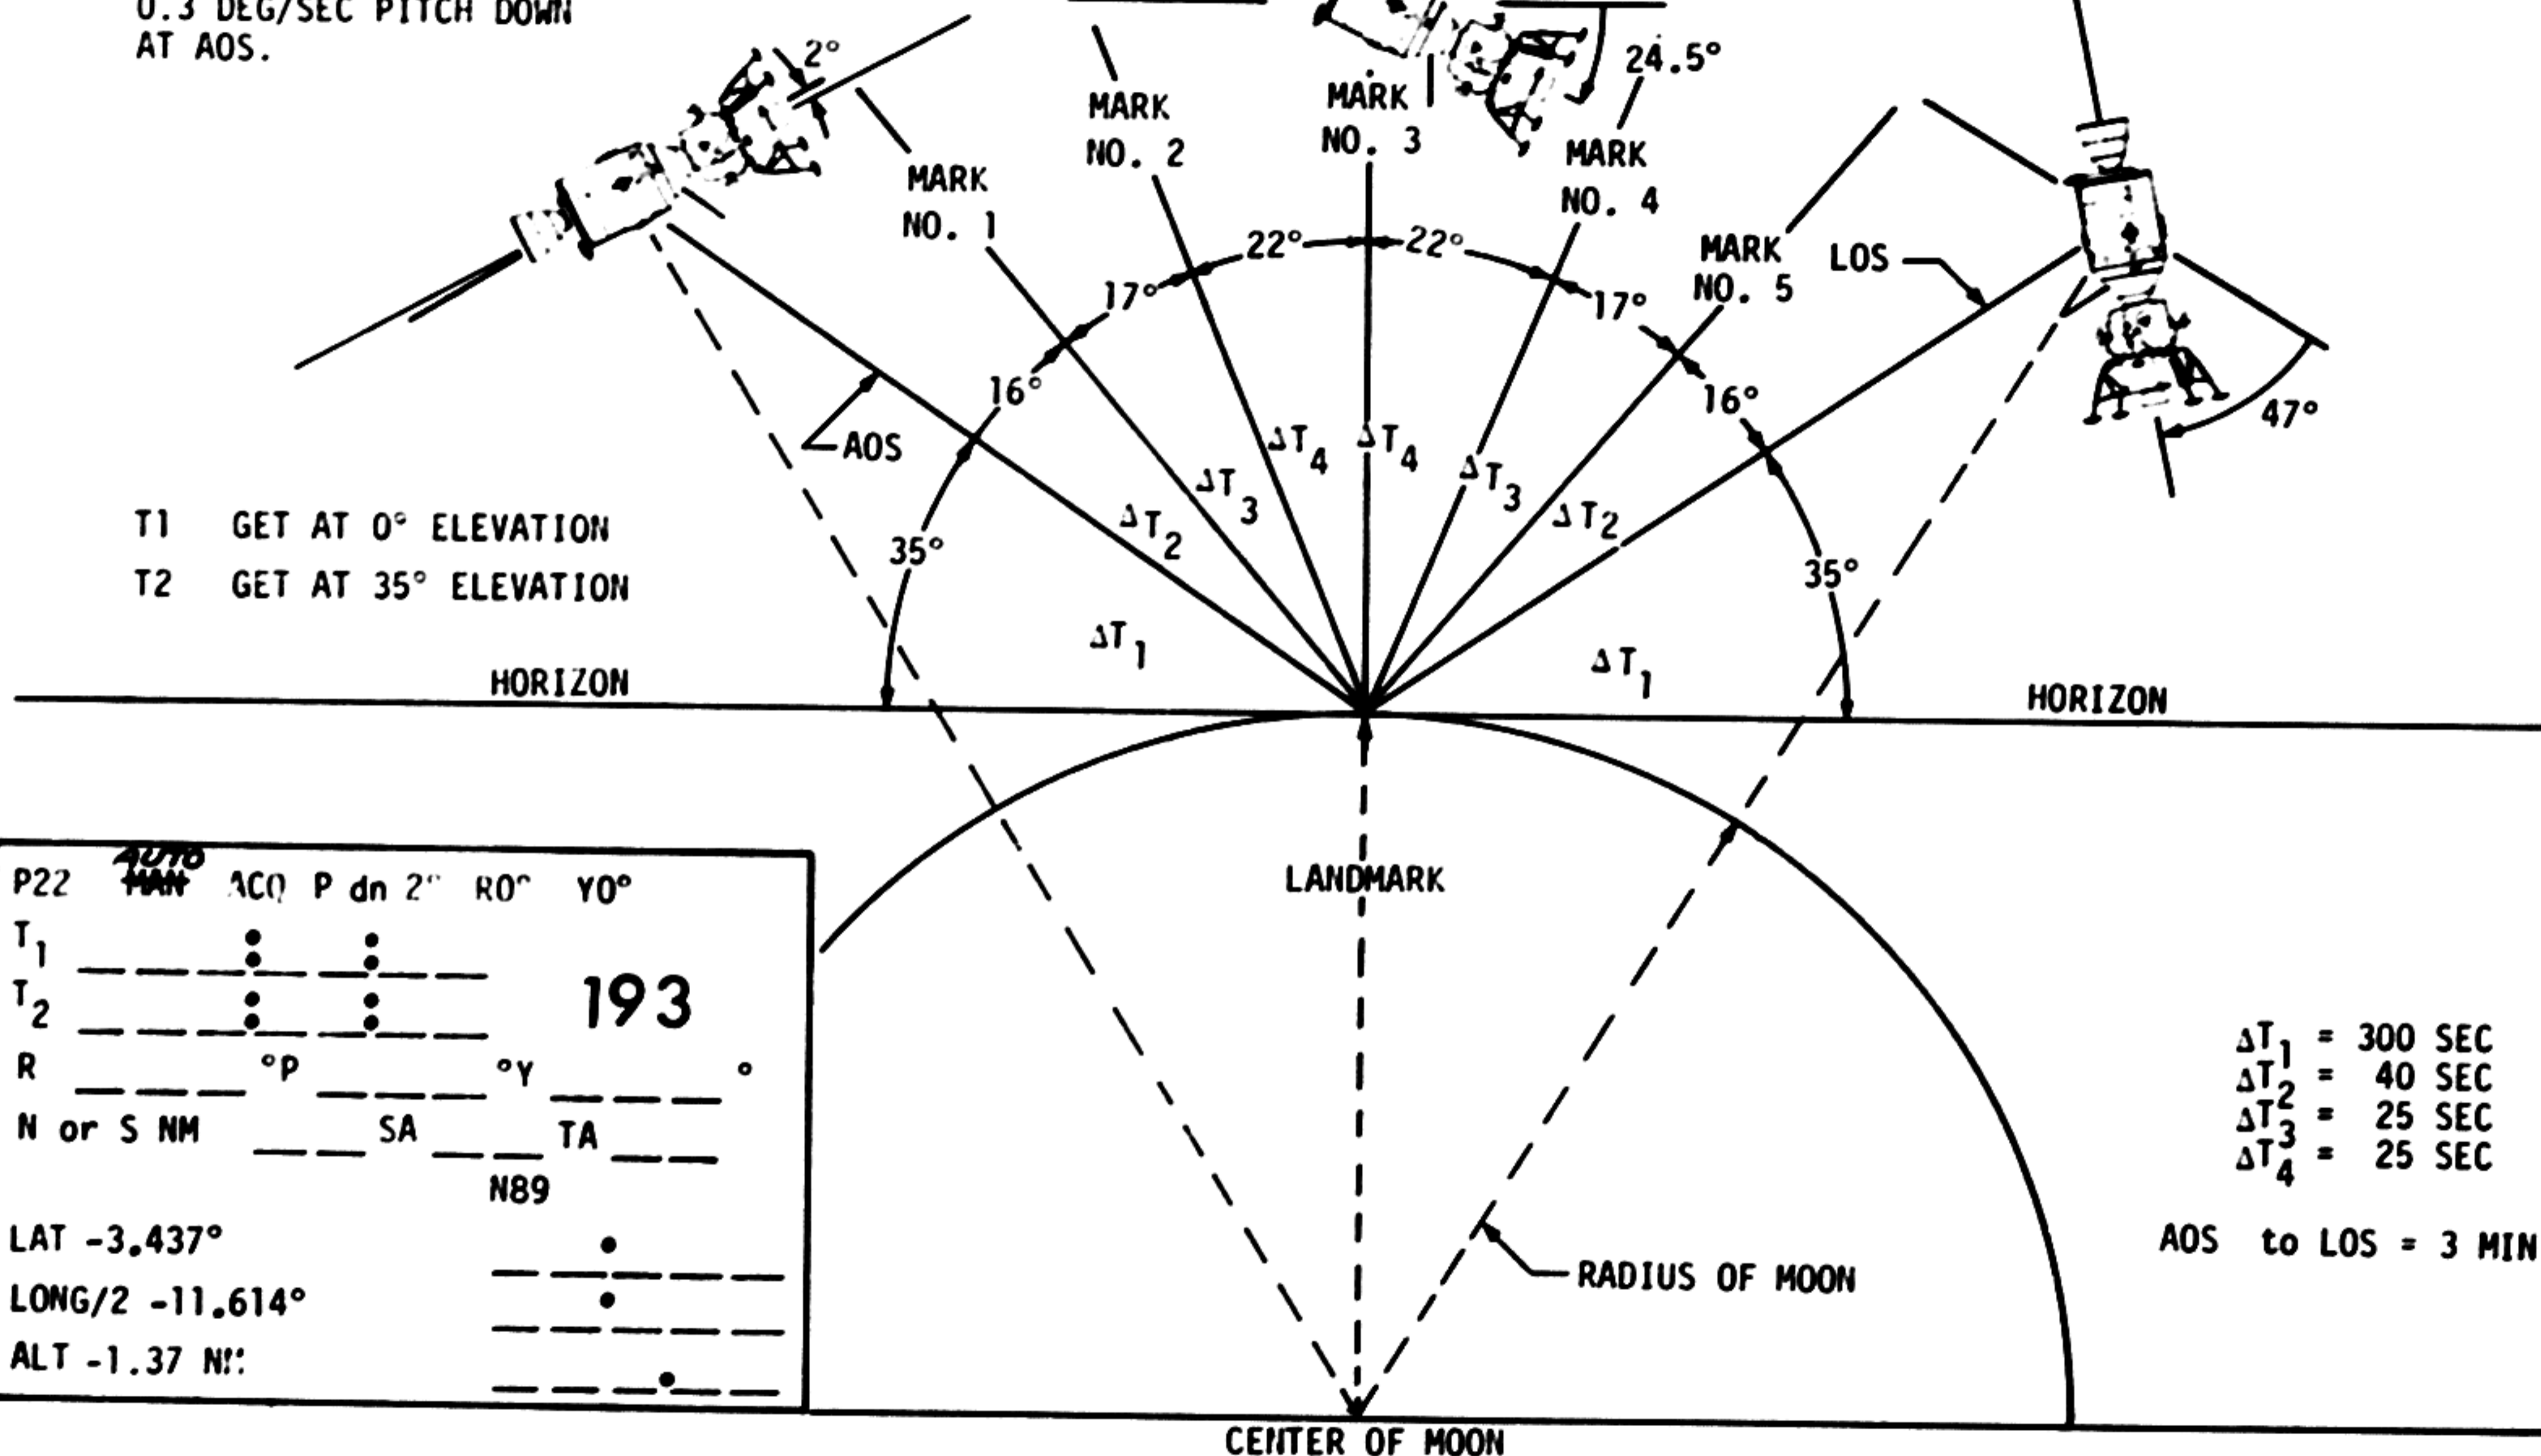 0.3 DEG/SEC PITCH DOWN
AT AOS.
2°
24.5°
MARK
NO. 1
MARK
NO. 2
MARK
NO. 3
MARK
NO. 4
MARK
NO. 5
LOS
22°
22°
17°
17°
16°
16°
47°
AOS
ΔT4
ΔT4
ΔT3
ΔT3
ΔT2
ΔT2
35°
35°
T1 GET AT 0° ELEVATION
T2 GET AT 35° ELEVATION
ΔT1
ΔT1
HORIZON
HORIZON
LANDMARK
AUTO
P22 MAN ACQ P dn 2° R0° Y0°
T1 : :
T2 : :
193
R °P °Y °
N or S NM SA TA
N89
LAT -3.437° .
LONG/2 -11.614° .
ALT -1.37 NM .
ΔT1 = 300 SEC
ΔT2 = 40 SEC
ΔT3 = 25 SEC
ΔT4 = 25 SEC
AOS to LOS = 3 MIN
RADIUS OF MOON
CENTER OF MOON